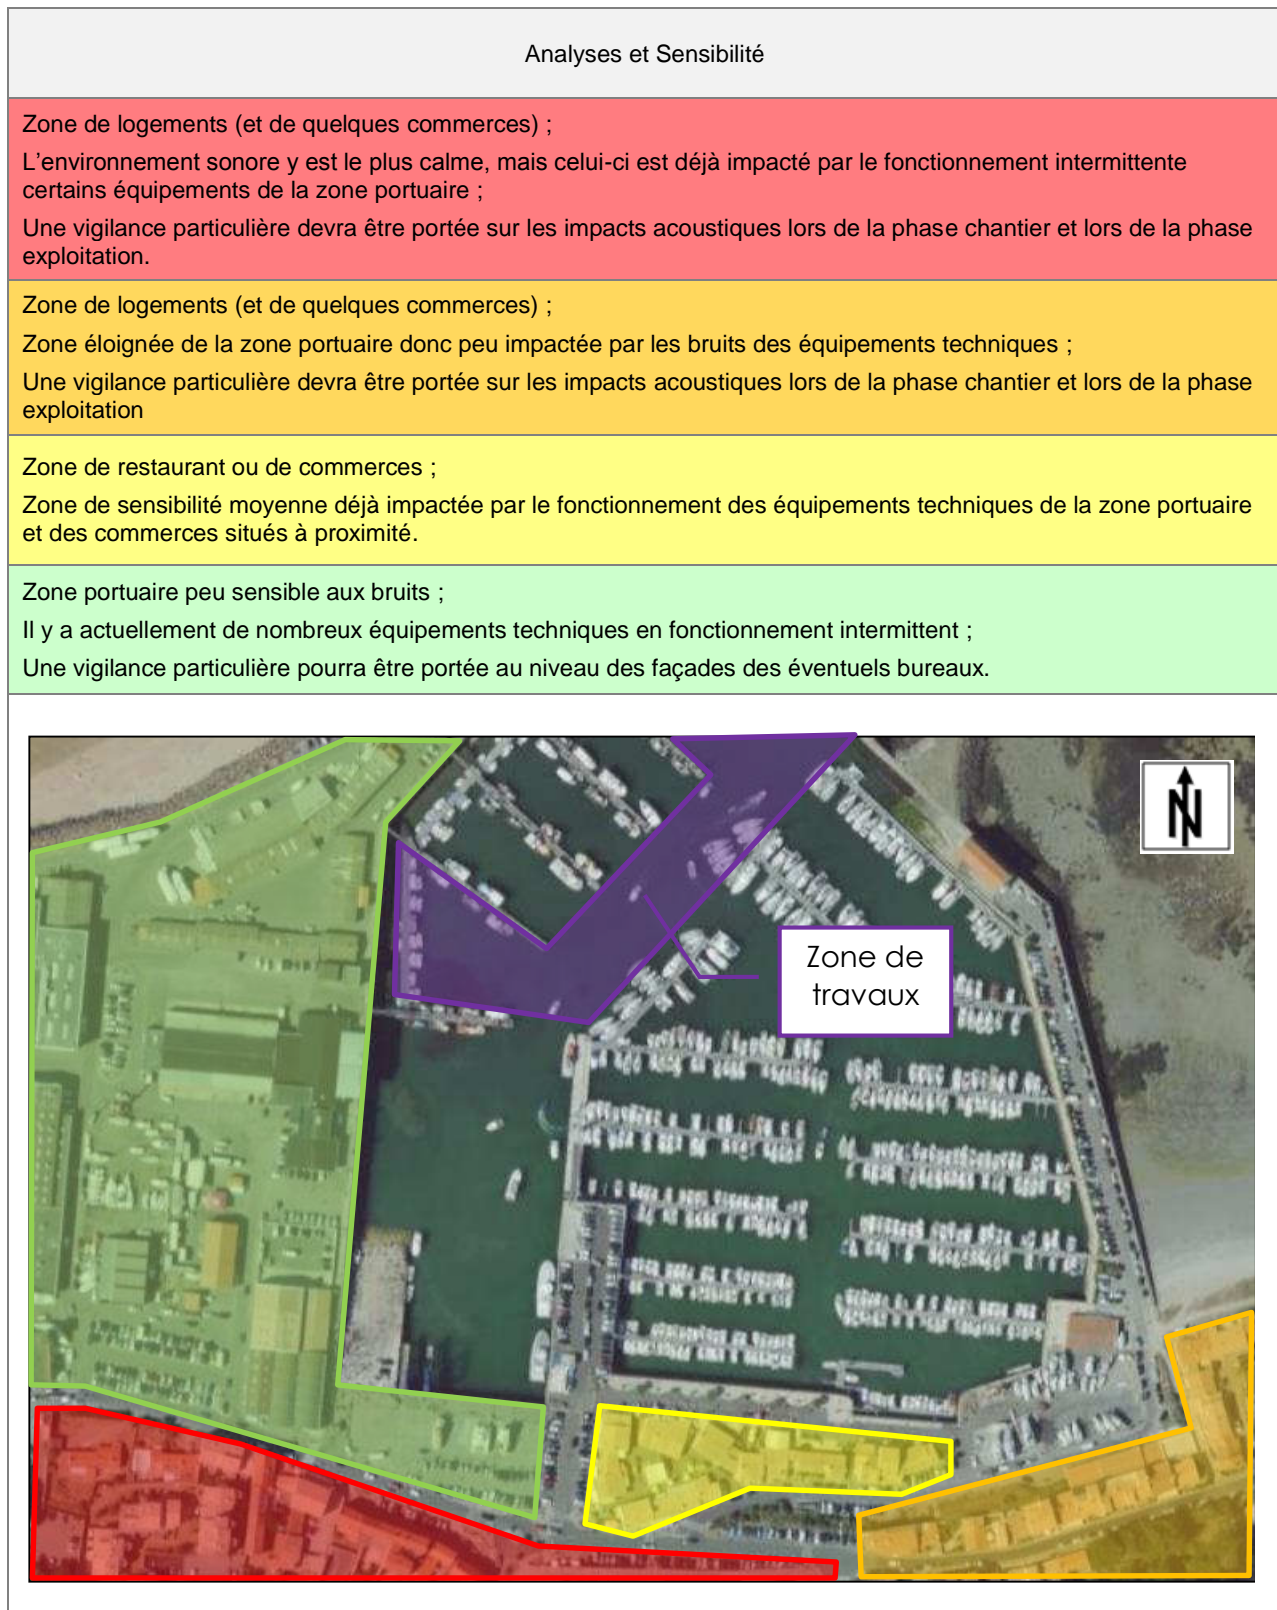 Analyses et Sensibilité
Zone de logements (et de quelques commerces) ;
L'environnement sonore y est le plus calme, mais celui-ci est déjà impacté par le fonctionnement intermittente
certains équipements de la zone portuaire ;
Une vigilance particulière devra être portée sur les impacts acoustiques lors de la phase chantier et lors de la phase
exploitation.
Zone de logements (et de quelques commerces) ;
Zone éloignée de la zone portuaire donc peu impactée par les bruits des équipements techniques ;
Une vigilance particulière devra être portée sur les impacts acoustiques lors de la phase chantier et lors de la phase
exploitation
Zone de restaurant ou de commerces ;
Zone de sensibilité moyenne déjà impactée par le fonctionnement des équipements techniques de la zone portuaire
et des commerces situés à proximité.
Zone portuaire peu sensible aux bruits ;
Il y a actuellement de nombreux équipements techniques en fonctionnement intermittent ;
Une vigilance particulière pourra être portée au niveau des façades des éventuels bureaux.
N
Zone de
travaux